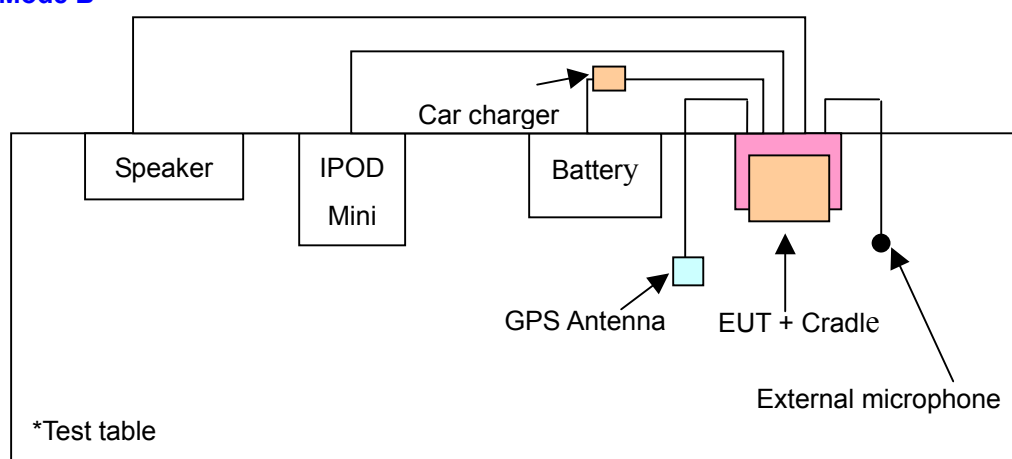 Mode B
Car charger
Speaker
IPOD
Mini
Battery
GPS Antenna
EUT + Cradle
External microphone
*Test table